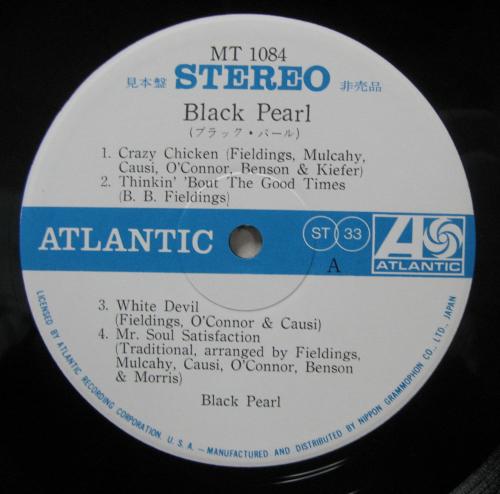 MT 1084
見本盤 STEREO 非売品
Black Pearl
(ブラック・パール)
1. Crazy Chicken (Fieldings, Mulcahy,
Causi, O'Connor, Benson & Kiefer)
2. Thinkin' 'Bout The Good Times
(B. B. Fieldings)
ATLANTIC
ST 33
A
ATLANTIC
3. White Devil
(Fieldings, O'Connor & Causi)
4. Mr. Soul Satisfaction
(Traditional, arranged by Fieldings,
Mulcahy, Causi, O'Connor, Benson
& Morris)
Black Pearl
LICENSED BY ATLANTIC RECORDING CORPORATION, U.S.A.—MANUFACTURED AND DISTRIBUTED BY NIPPON GRAMMOPHON CO., LTD., JAPAN